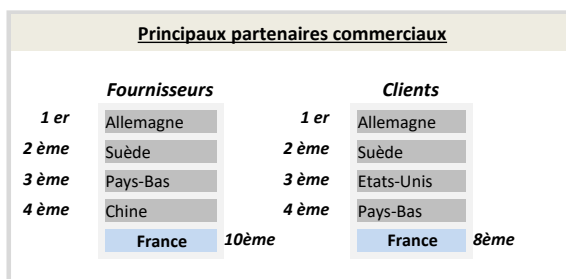 Principaux partenaires commerciaux
Fournisseurs Clients
1 er Allemagne 1 er Allemagne
2 ème Suède 2 ème Suède
3 ème Pays-Bas 3 ème Etats-Unis
4 ème Chine 4 ème Pays-Bas
France 10ème France 8ème